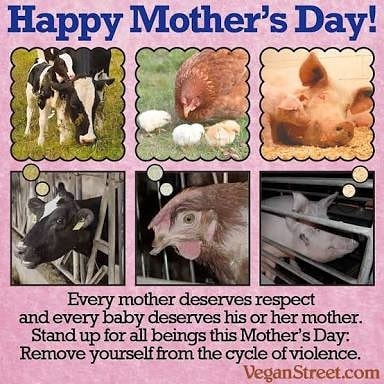 Happy Mother's Day!
Every mother deserves respect
and every baby deserves his or her mother.
Stand up for all beings this Mother's Day:
Remove yourself from the cycle of violence.
VeganStreet.com